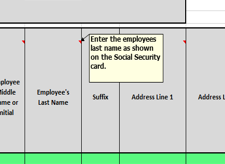 Enter the employees
last name as shown
on the Social Security
card.
ployee
Middle
me or
nitial
Employee's
Last Name
Suffix
Address Line 1
Address L